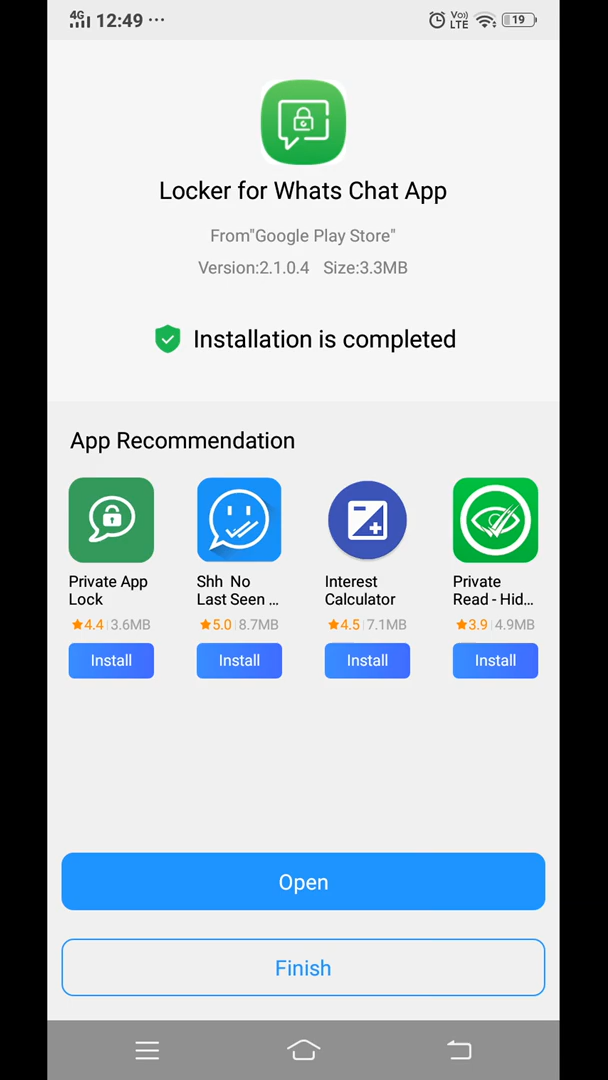 4G 12:49 ... Vo)) LTE 19
Locker for Whats Chat App
From"Google Play Store"
Version:2.1.0.4 Size:3.3MB
Installation is completed
App Recommendation
Private App
Lock
4.4 | 3.6MB
Install
Shh No
Last Seen ...
5.0 | 8.7MB
Install
Interest
Calculator
4.5 | 7.1MB
Install
Private
Read - Hid...
3.9 | 4.9MB
Install
Open
Finish